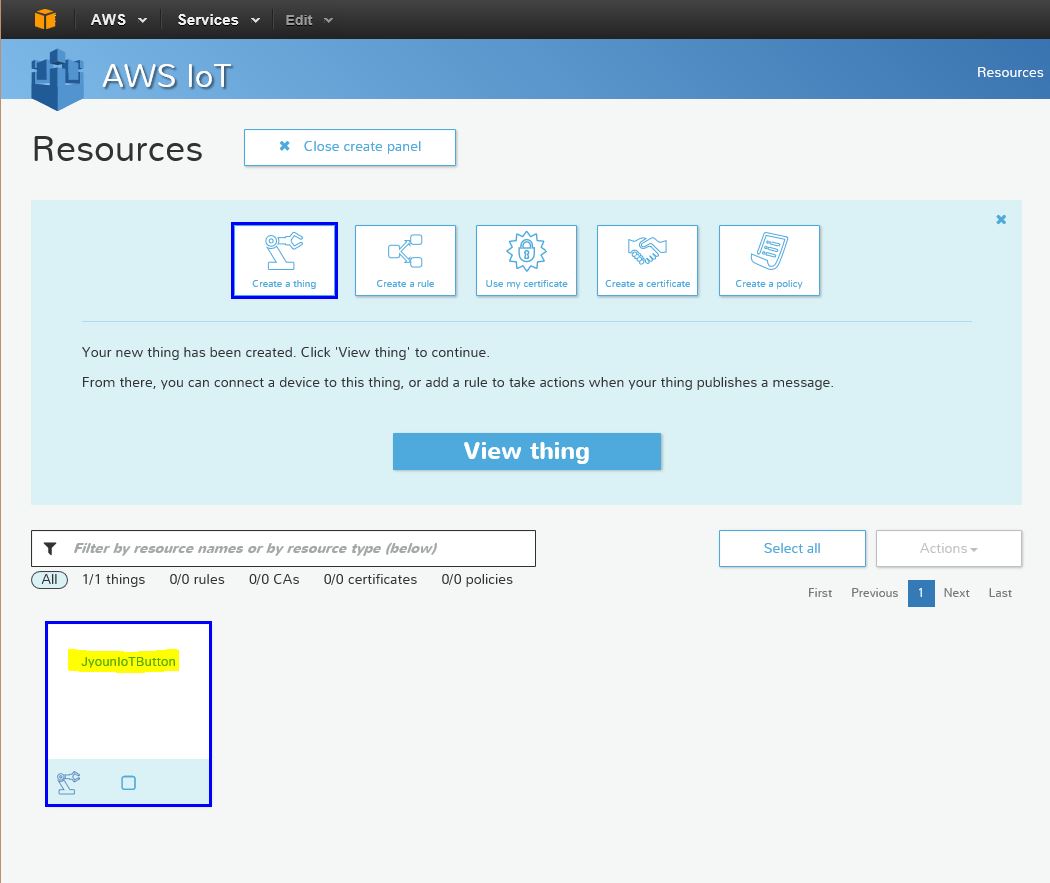 AWS Services Edit
AWS IoT
Resources
Resources
Close create panel
Create a thing
Create a rule
Use my certificate
Create a certificate
Create a policy
Your new thing has been created. Click 'View thing' to continue.
From there, you can connect a device to this thing, or add a rule to take actions when your thing publishes a message.
View thing
Filter by resource names or by resource type (below)
Select all
Actions
All 1/1 things 0/0 rules 0/0 CAs 0/0 certificates 0/0 policies
First Previous 1 Next Last
JyounIoTButton